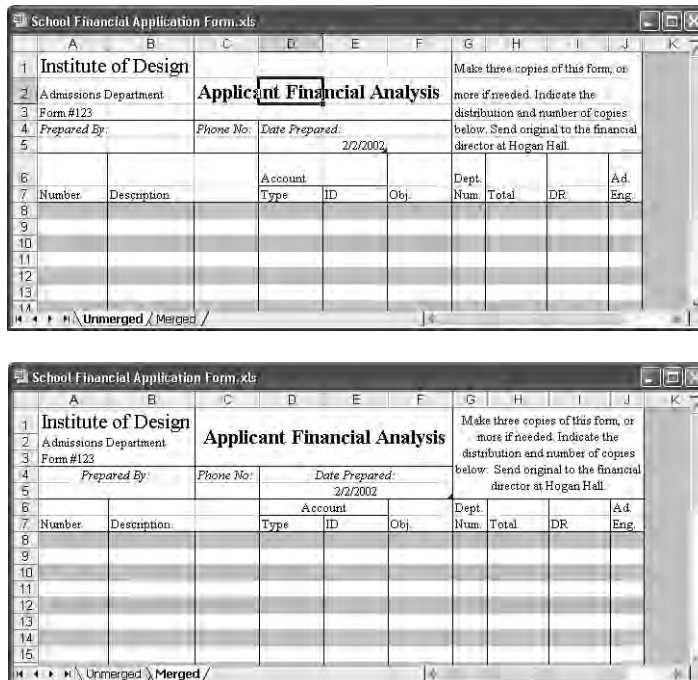 School Financial Application Form.xls
A B C D E F G H I J K
1 Institute of Design Make three copies of this form, or
2 Admissions Department Applicant Financial Analysis more if needed. Indicate the
3 Form #123 distribution and number of copies
4 Prepared By: Phone No: Date Prepared: below. Send original to the financial
5 2/2/2002 director at Hogan Hall.
6 Account Dept. Ad.
7 Number Description Type ID Obj. Num. Total DR Eng.
8
9
10
11
12
13
14
Unmerged / Merged /
School Financial Application Form.xls
A B C D E F G H I J K
1 Institute of Design Make three copies of this form, or
2 Admissions Department Applicant Financial Analysis more if needed. Indicate the
3 Form #123 distribution and number of copies
4 Prepared By: Phone No: Date Prepared: below. Send original to the financial
5 2/2/2002 director at Hogan Hall.
6 Account Dept. Ad.
7 Number Description Type ID Obj. Num. Total DR Eng.
8
9
10
11
12
13
14
15
Unmerged \ Merged /